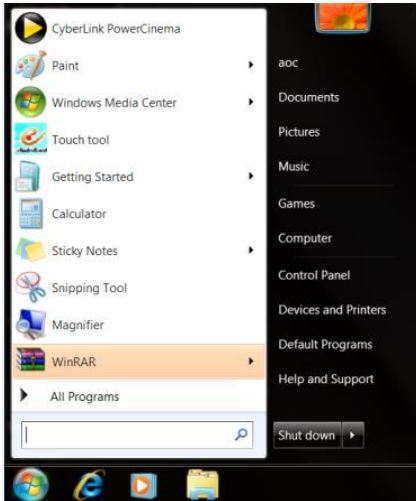 CyberLink PowerCinema
Paint
Windows Media Center
Touch tool
Getting Started
Calculator
Sticky Notes
Snipping Tool
Magnifier
WinRAR
All Programs
aoc
Documents
Pictures
Music
Games
Computer
Control Panel
Devices and Printers
Default Programs
Help and Support
Shut down